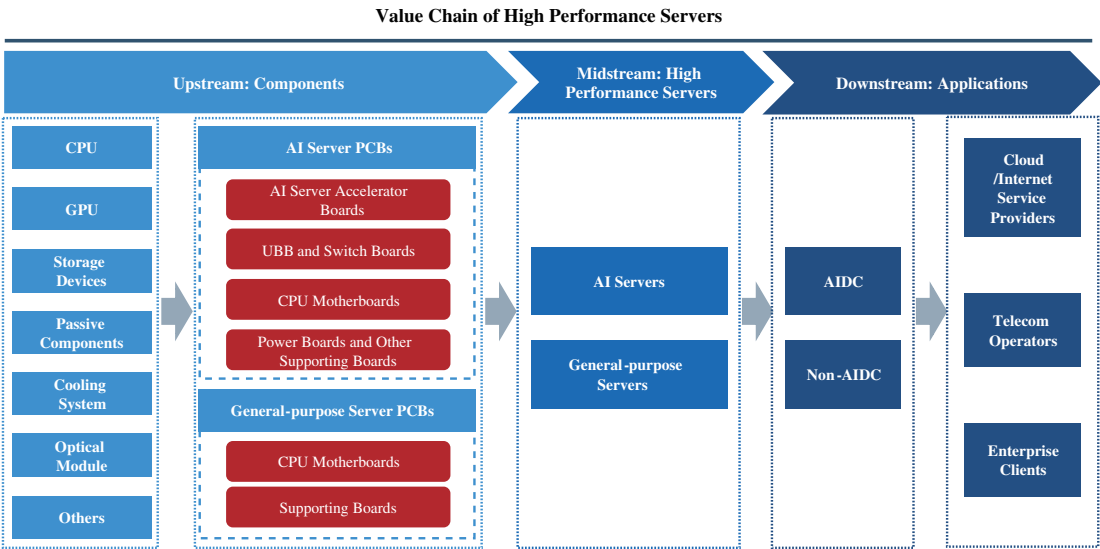 Value Chain of High Performance Servers
Upstream: Components
Midstream: High
Performance Servers
Downstream: Applications
CPU
GPU
Storage
Devices
Passive
Components
Cooling
System
Optical
Module
Others
AI Server PCBs
AI Server Accelerator
Boards
UBB and Switch Boards
CPU Motherboards
Power Boards and Other
Supporting Boards
General-purpose Server PCBs
CPU Motherboards
Supporting Boards
AI Servers
General-purpose
Servers
AIDC
Non-AIDC
Cloud
/Internet
Service
Providers
Telecom
Operators
Enterprise
Clients